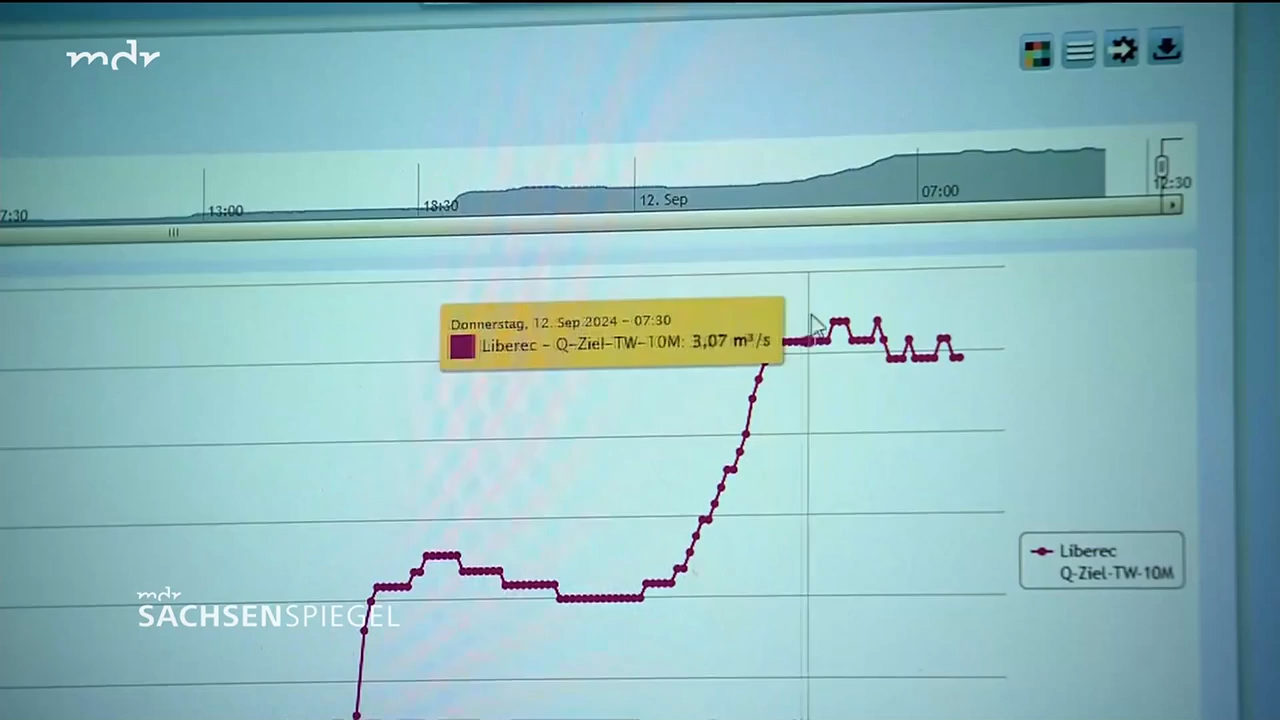 mdr
7:30
13:00
18:30
12. Sep
07:00
12:30
Donnerstag, 12. Sep 2024 - 07:30
Liberec - Q-Ziel-TW-10M: 3,07 m³/s
Liberec
Q-Ziel-TW-10M
mdr
SACHSENSPIEGEL